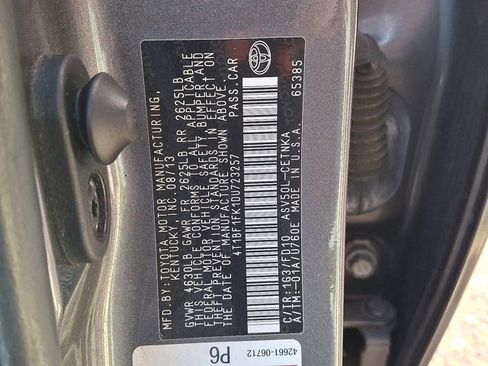 MFD. BY: TOYOTA MOTOR MANUFACTURING,
KENTUCKY, INC. 08/13
GVWR 4630LB GAWR FR 2625LB RR 2625LB
THIS VEHICLE CONFORMS TO ALL APPLICABLE
FEDERAL MOTOR VEHICLE SAFETY BUMPER AND
THEFT PREVENTION STANDARDS IN EFFECT ON
THE DATE OF MANUFACTURE SHOWN ABOVE.
4T1BF1FK1DU723257 PASS. CAR
C/TR:1G3/FD10 ASV50L-CETNKA
A/TM:-01A/U760E MADE IN U.S.A. 65385
42661-06712
P6